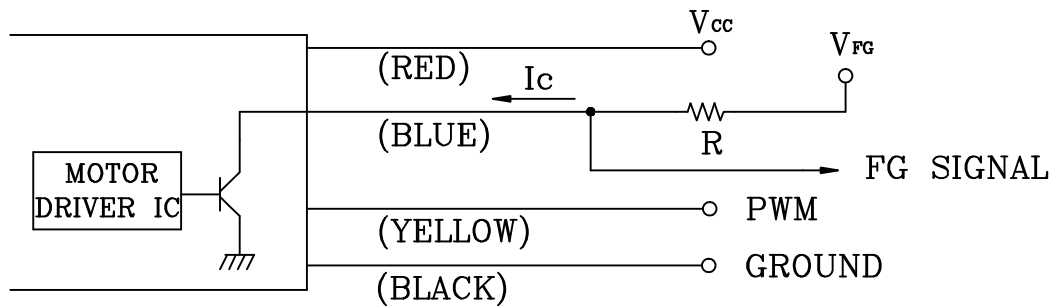 Vcc
VFG
(RED)
Ic
(BLUE)
R
MOTOR
DRIVER IC
FG SIGNAL
(YELLOW)
PWM
(BLACK)
GROUND